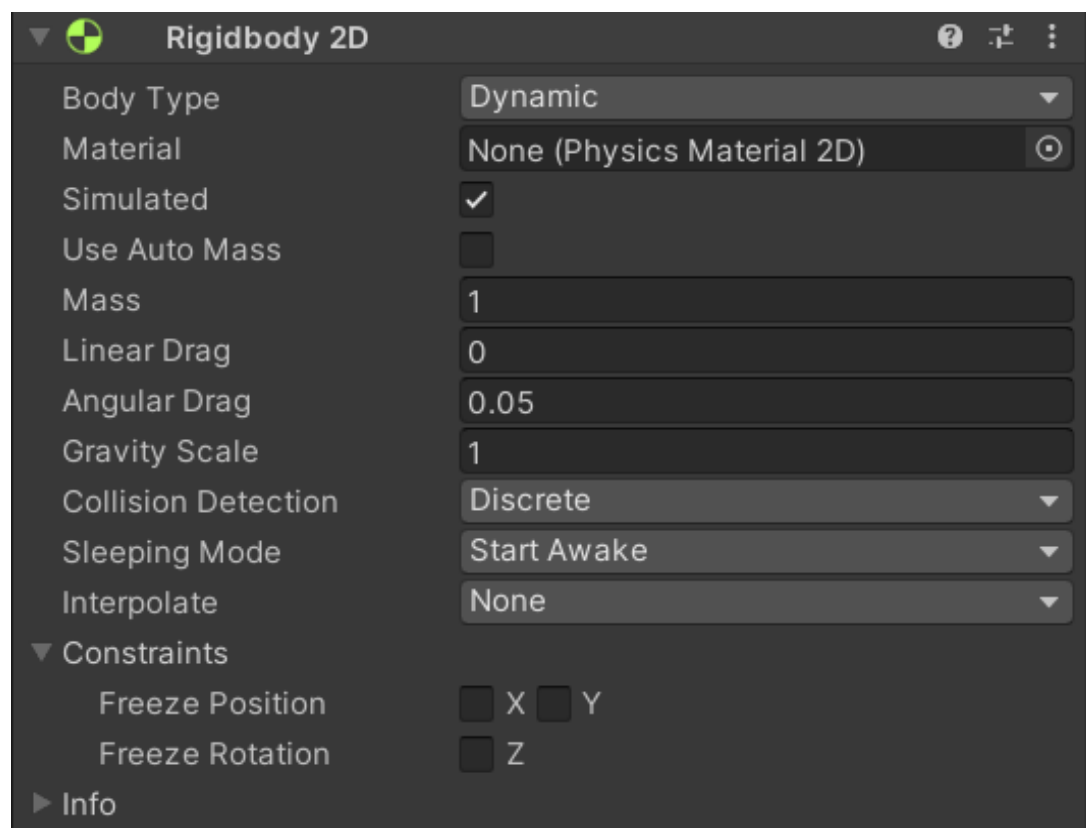 Rigidbody 2D
Body Type Dynamic
Material None (Physics Material 2D)
Simulated
Use Auto Mass
Mass 1
Linear Drag 0
Angular Drag 0.05
Gravity Scale 1
Collision Detection Discrete
Sleeping Mode Start Awake
Interpolate None
Constraints
Freeze Position X Y
Freeze Rotation Z
Info